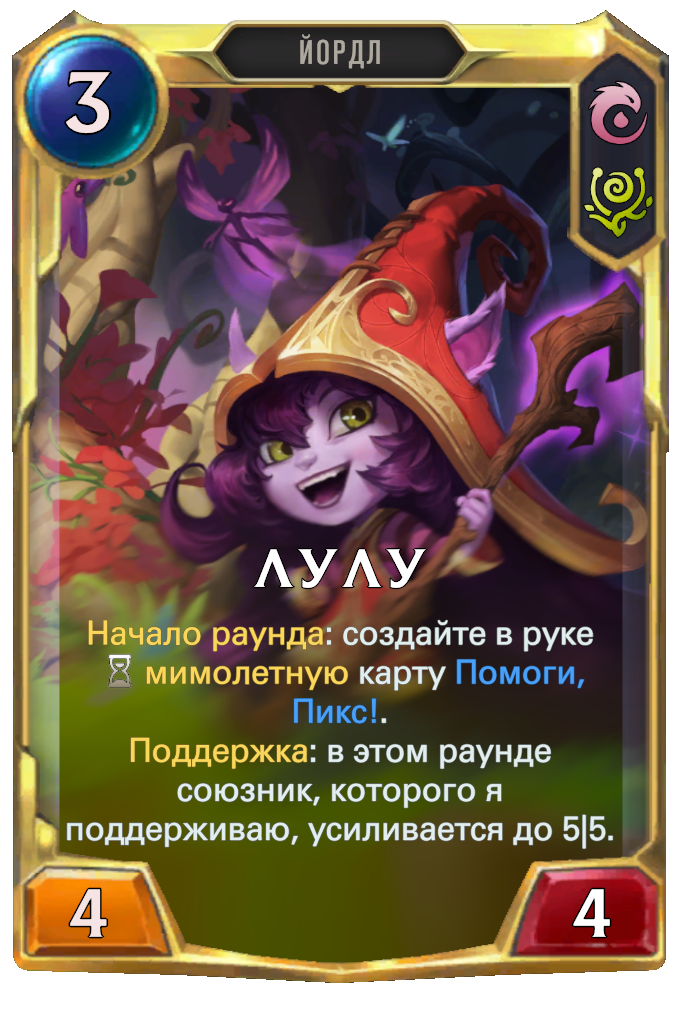 3
ЙОРДЛ
ЛУЛУ
Начало раунда: создайте в руке
мимолетную карту Помоги,
Пикс!.
Поддержка: в этом раунде
союзник, которого я
поддерживаю, усиливается до 5|5.
4
4